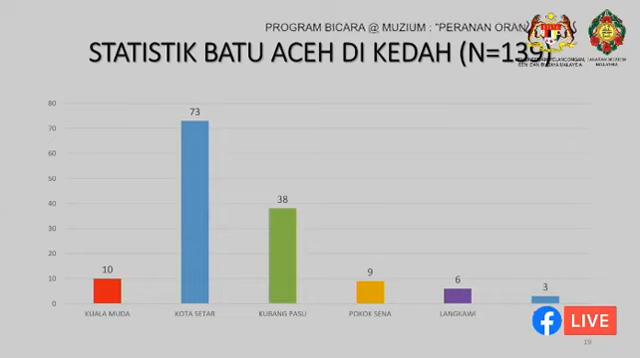 PROGRAM BICARA @ MUZIUM : "PERANAN ORAN
STATISTIK BATU ACEH DI KEDAH (N=139)
80
70
60
50
40
30
20
10
0
10
73
38
9
6
3
KUALA MUDA
KOTA SETAR
KUBANG PASU
POKOK SENA
LANGKAWI
LIVE
19